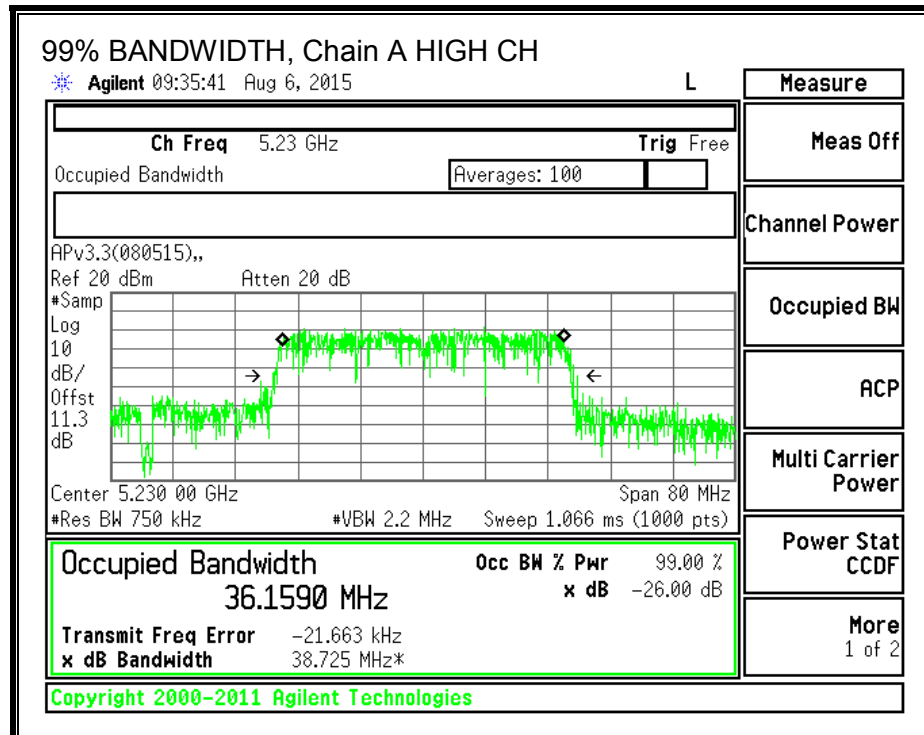 99% BANDWIDTH, Chain A HIGH CH
Agilent 09:35:41 Aug 6, 2015 L
Ch Freq 5.23 GHz Trig Free
Occupied Bandwidth Averages: 100
APv3.3(080515),,
Ref 20 dBm Atten 20 dB
#Samp
Log
10
dB/
Offst
11.3
dB
Center 5.230 00 GHz Span 80 MHz
#Res BW 750 kHz #VBW 2.2 MHz Sweep 1.066 ms (1000 pts)
Occupied Bandwidth Occ BW % Pwr 99.00 %
36.1590 MHz x dB -26.00 dB
Transmit Freq Error -21.663 kHz
x dB Bandwidth 38.725 MHz*
Copyright 2000-2011 Agilent Technologies
Measure
Meas Off
Channel Power
Occupied BW
ACP
Multi Carrier
Power
Power Stat
CCDF
More
1 of 2